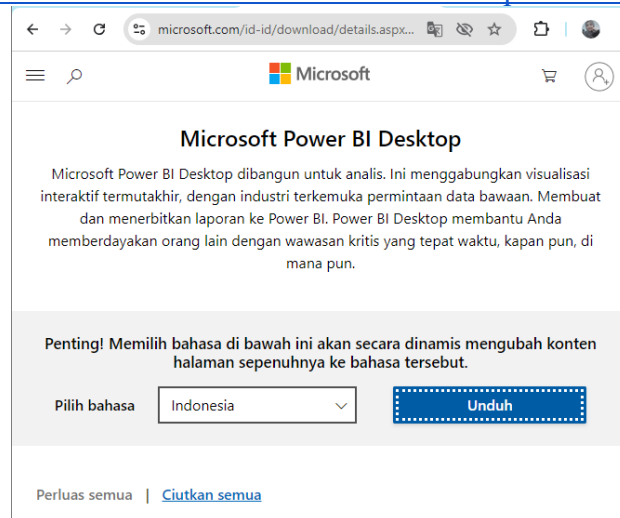 microsoft.com/id-id/download/details.aspx...
Microsoft
Microsoft Power BI Desktop
Microsoft Power BI Desktop dibangun untuk analis. Ini menggabungkan visualisasi
interaktif termutakhir, dengan industri terkemuka permintaan data bawaan. Membuat
dan menerbitkan laporan ke Power BI. Power BI Desktop membantu Anda
memberdayakan orang lain dengan wawasan kritis yang tepat waktu, kapan pun, di
mana pun.
Penting! Memilih bahasa di bawah ini akan secara dinamis mengubah konten
halaman sepenuhnya ke bahasa tersebut.
Pilih bahasa Indonesia Unduh
Perluas semua | Ciutkan semua